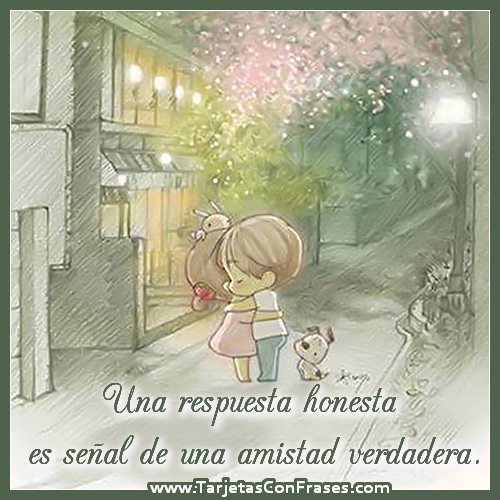 Una respuesta honesta
es señal de una amistad verdadera.
www.TarjetasConFrases.com